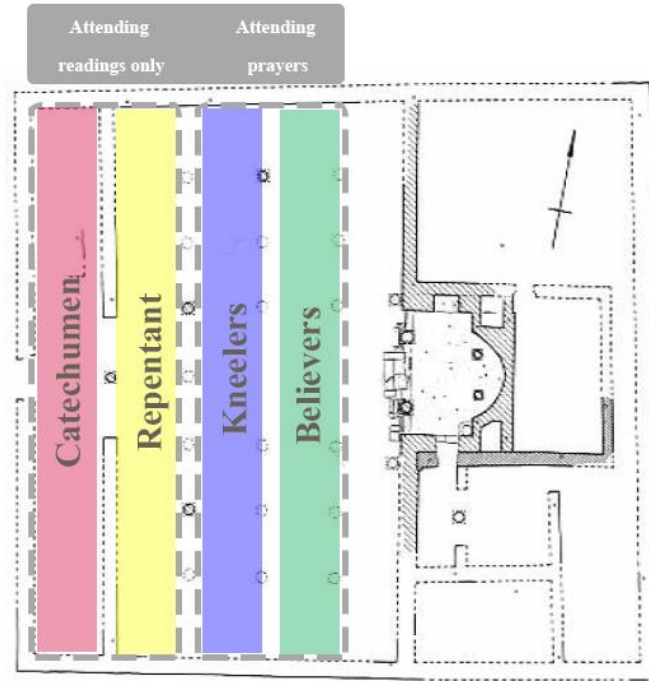 Attending
readings only
Attending
prayers
Catechumen
Repentant
Kneelers
Believers